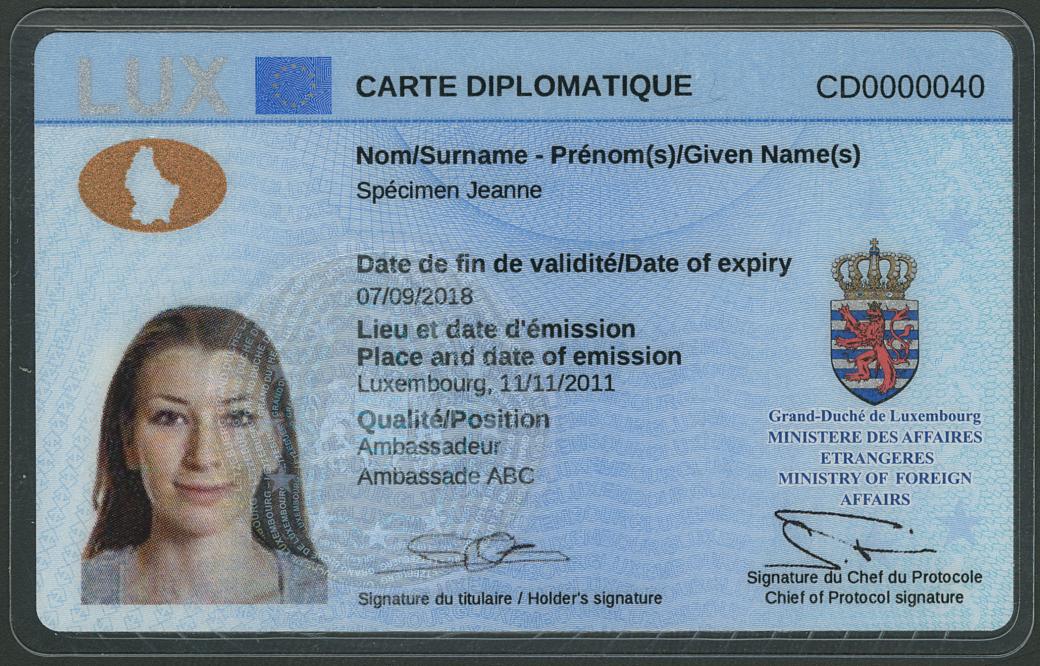 LUX
CARTE DIPLOMATIQUE
CD0000040
Nom/Surname - Prénom(s)/Given Name(s)
Spécimen Jeanne
Date de fin de validité/Date of expiry
07/09/2018
Lieu et date d'émission
Place and date of emission
Luxembourg, 11/11/2011
Qualité/Position
Ambassadeur
Ambassade ABC
Signature du titulaire / Holder's signature
Grand-Duché de Luxembourg
MINISTERE DES AFFAIRES
ETRANGERES
MINISTRY OF FOREIGN
AFFAIRS
Signature du Chef du Protocole
Chief of Protocol signature